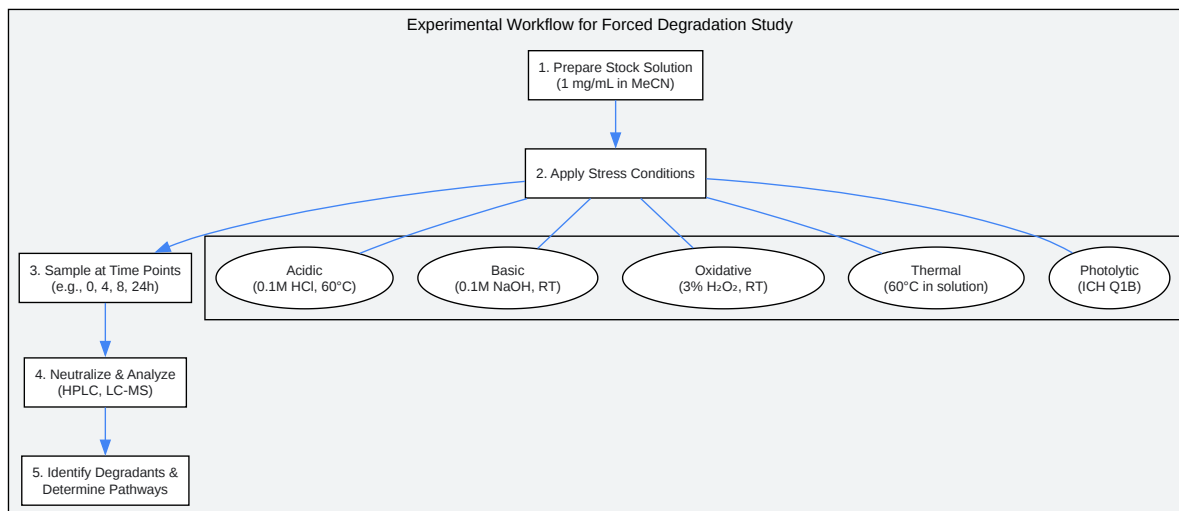 Experimental Workflow for Forced Degradation Study
1. Prepare Stock Solution
(1 mg/mL in MeCN)
2. Apply Stress Conditions
3. Sample at Time Points
(e.g., 0, 4, 8, 24h)
Acidic
(0.1M HCl, 60°C)
Basic
(0.1M NaOH, RT)
Oxidative
(3% H₂O₂, RT)
Thermal
(60°C in solution)
Photolytic
(ICH Q1B)
4. Neutralize & Analyze
(HPLC, LC-MS)
5. Identify Degradants &
Determine Pathways